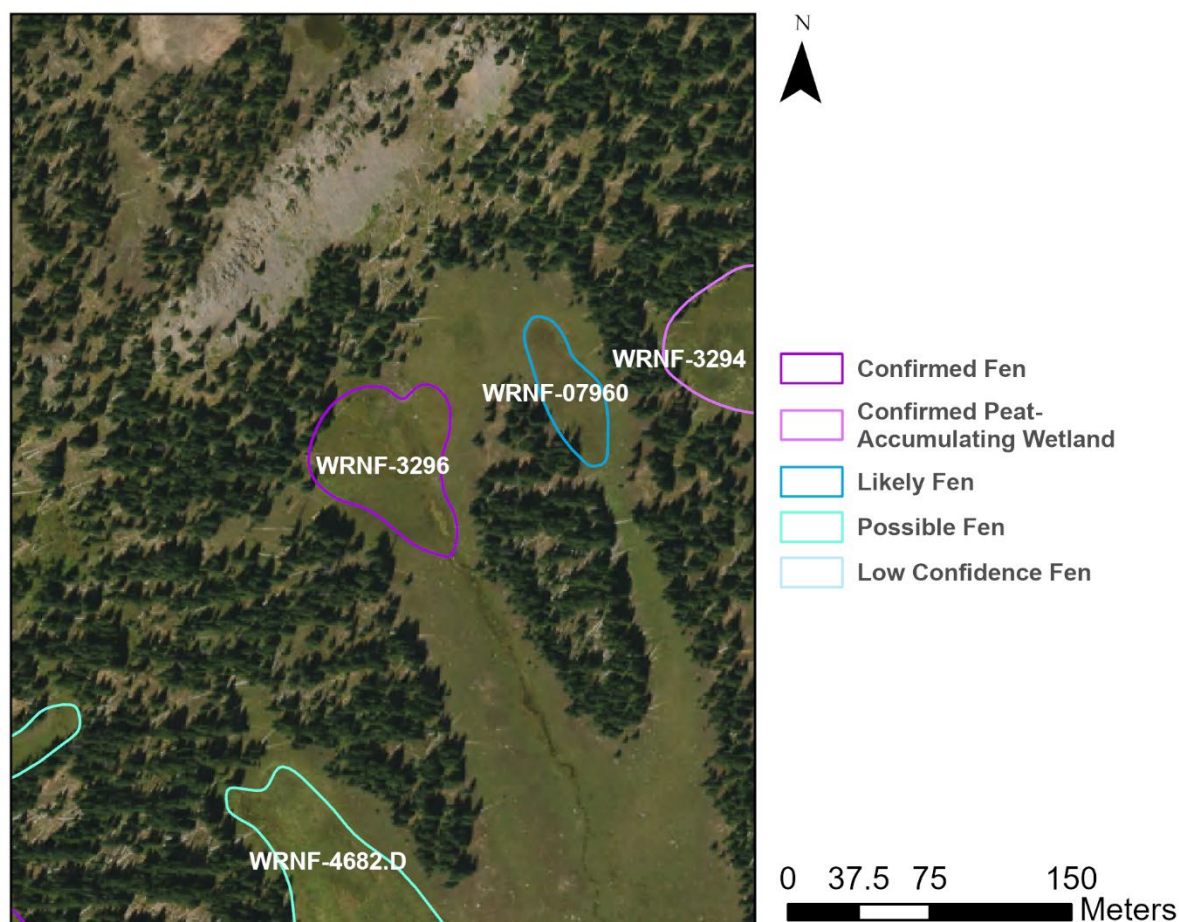 N
WRNF-3294
WRNF-07960
WRNF-3296
WRNF-4682.D
Confirmed Fen
Confirmed Peat-
Accumulating Wetland
Likely Fen
Possible Fen
Low Confidence Fen
0 37.5 75 150
Meters